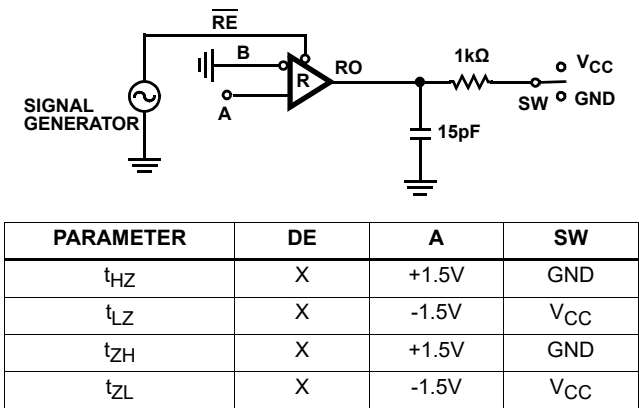 RE
B
R
RO
1kΩ
VCC
SW
GND
A
SIGNAL
GENERATOR
15pF
PARAMETER DE A SW
tHZ X +1.5V GND
tLZ X -1.5V VCC
tZH X +1.5V GND
tZL X -1.5V VCC